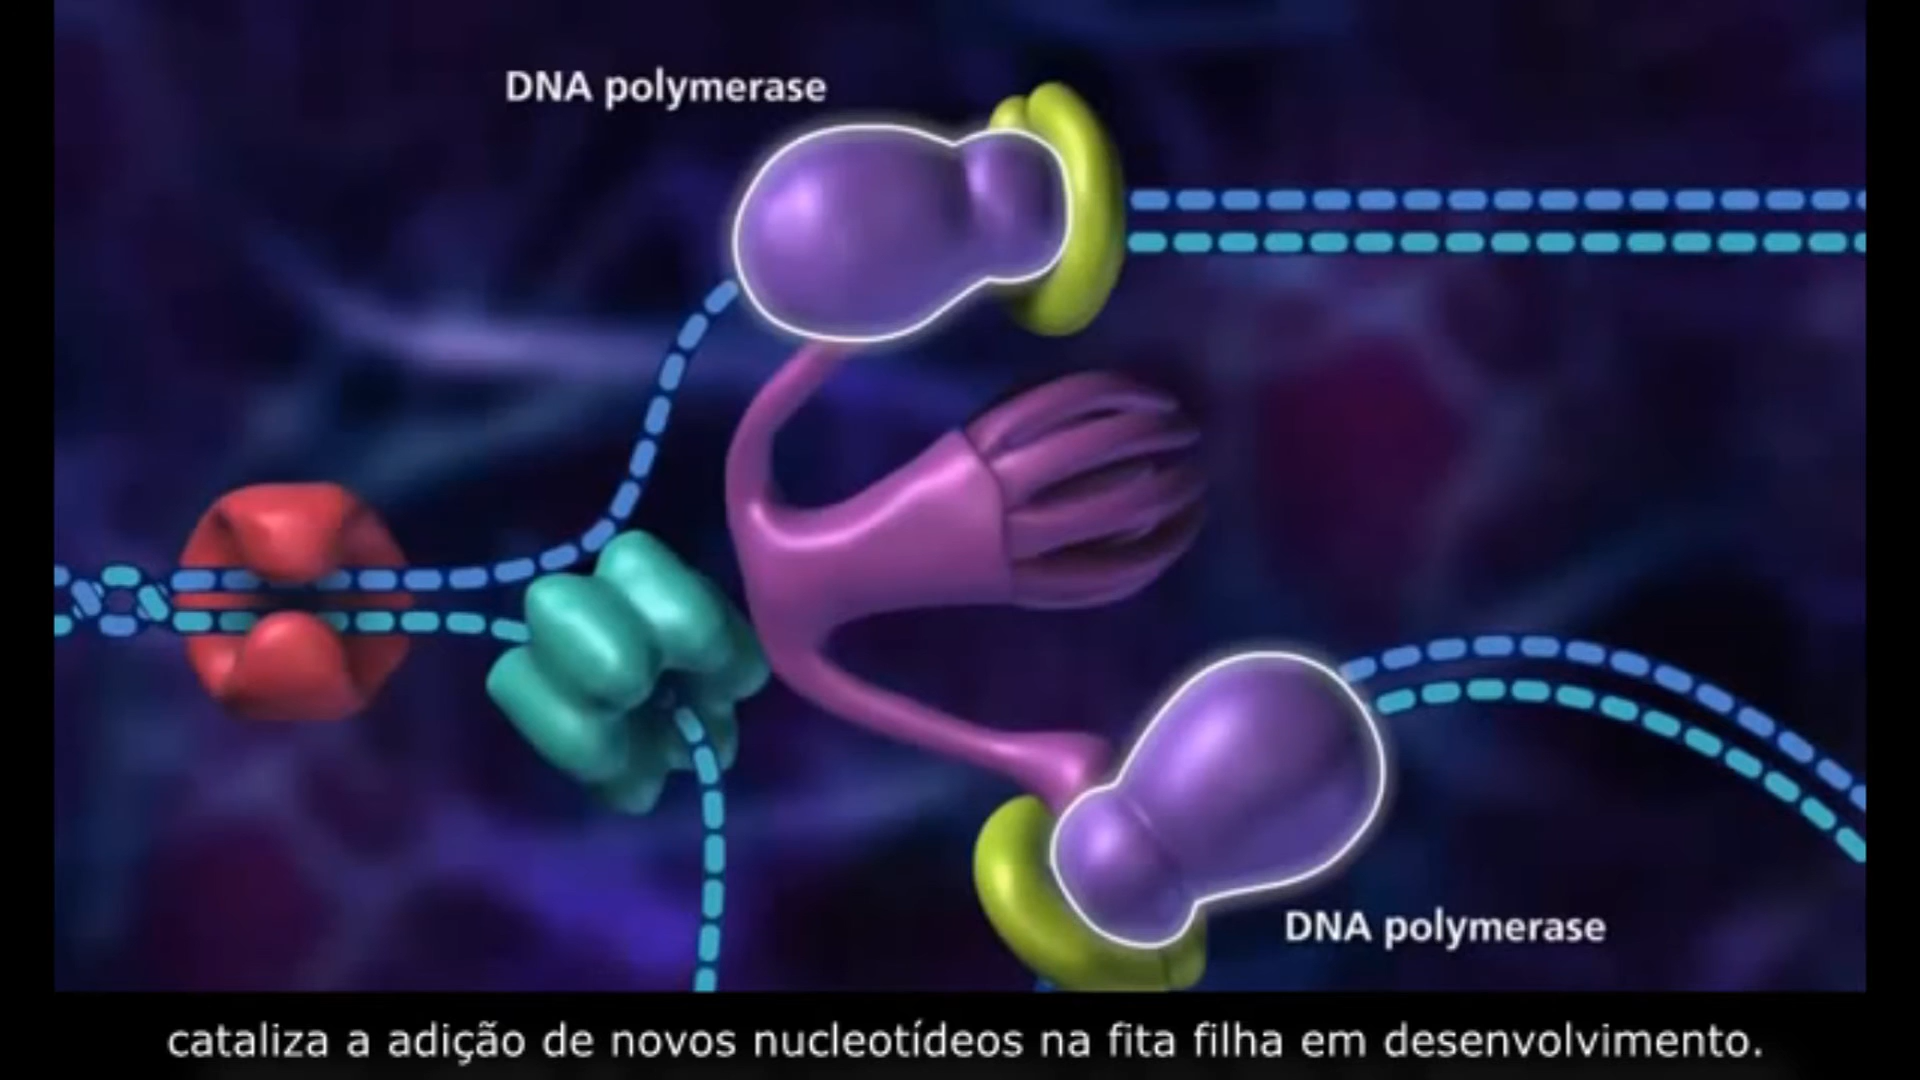 DNA polymerase
DNA polymerase
cataliza a adição de novos nucleotídeos na fita filha em desenvolvimento.